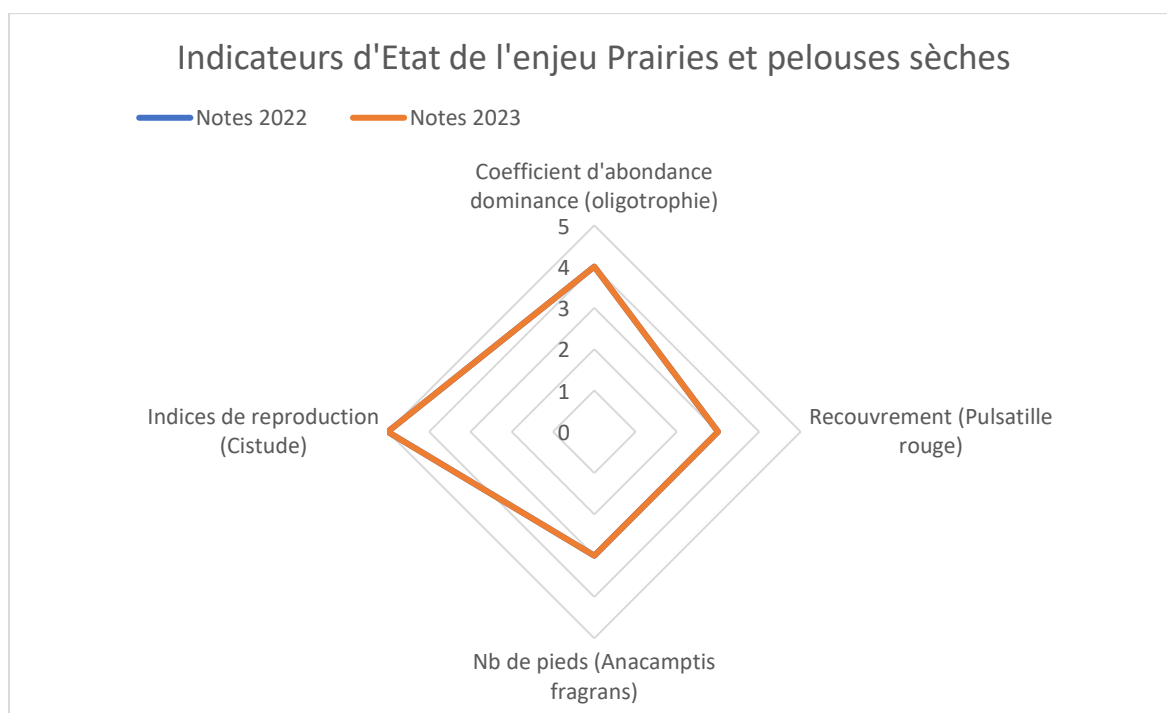 Indicateurs d'Etat de l'enjeu Prairies et pelouses sèches
Notes 2022
Notes 2023
Coefficient d'abondance
dominance (oligotrophie)
5
4
3
2
1
0
Indices de reproduction
(Cistude)
Recouvrement (Pulsatille
rouge)
Nb de pieds (Anacamptis
fragrans)